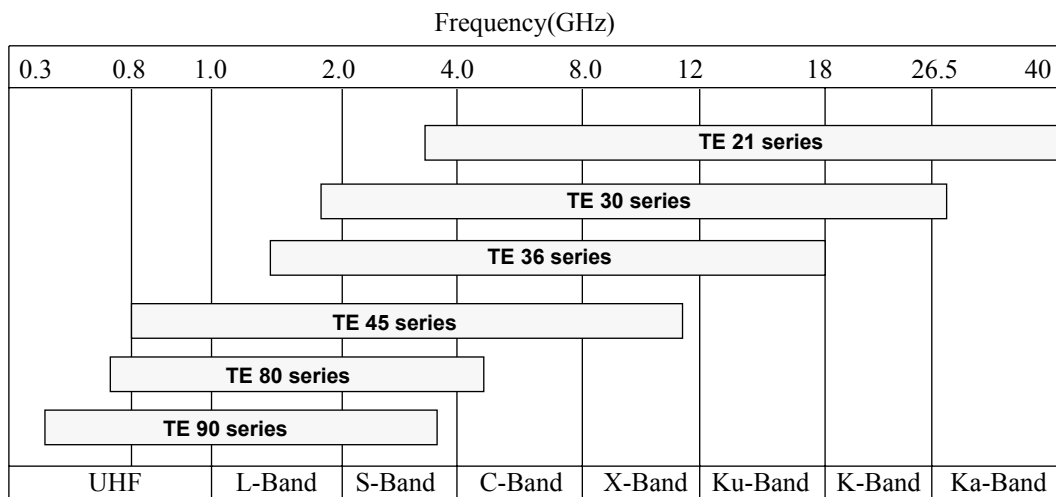 Frequency(GHz)
0.3 0.8 1.0 2.0 4.0 8.0 12 18 26.5 40
TE 21 series
TE 30 series
TE 36 series
TE 45 series
TE 80 series
TE 90 series
UHF L-Band S-Band C-Band X-Band Ku-Band K-Band Ka-Band